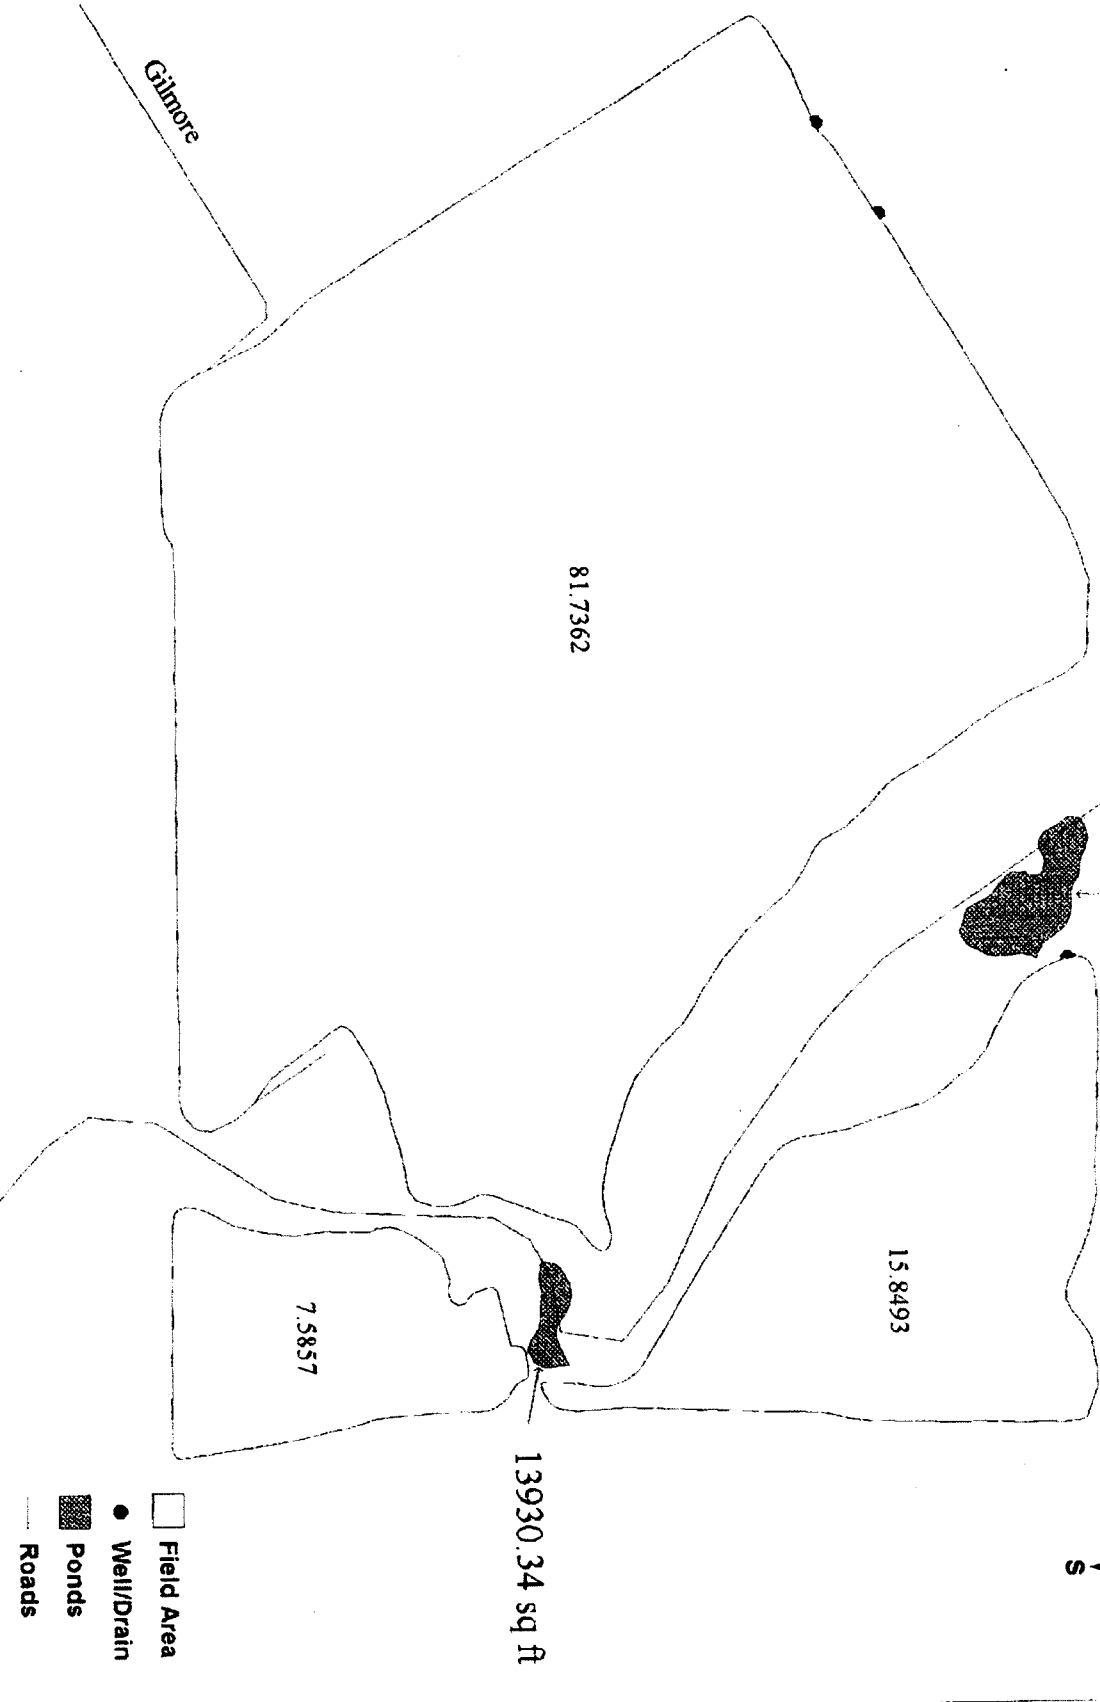 Gilmore
81.7362
15.8493
7.5857
13930.34 sq ft
S
Field Area
Well/Drain
Ponds
Roads